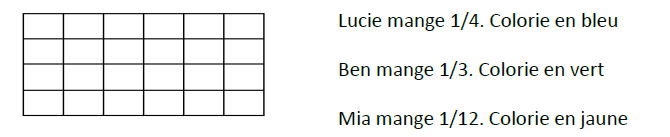 Lucie mange 1/4. Colorie en bleu
Ben mange 1/3. Colorie en vert
Mia mange 1/12. Colorie en jaune